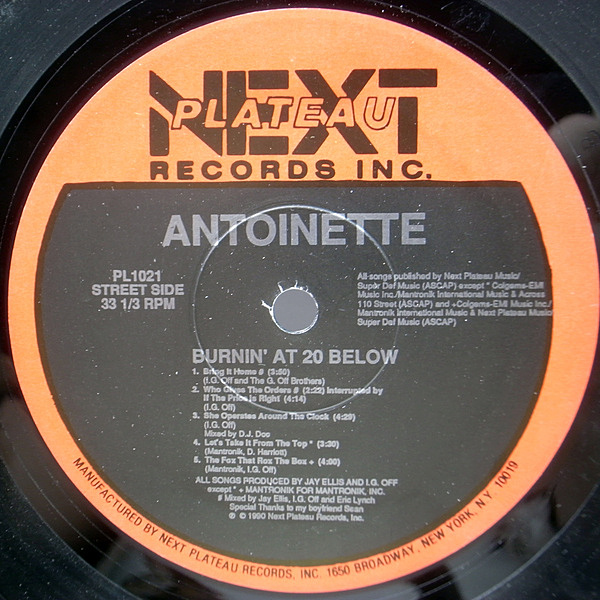 NEXT
PLATEAU
RECORDS INC.
ANTOINETTE
PL1021
STREET SIDE
33 1/3 RPM
All songs published by Next Plateau Music/
Super Def Music (ASCAP) except * Colgems-EMI
Music Inc./Mantronik International Music & Across
110 Street (ASCAP) and +Colgems-EMI Music Inc./
Mantronik International Music & Next Plateau Music/
Super Def Music (ASCAP)
BURNIN' AT 20 BELOW
1. Bring It Home # (3:50)
(I.G. Off and The G. Off Brothers)
2. Who Gives The Orders # (2:22) Interrupted by
If The Price is Right (4:14)
(I.G. Off)
3. She Operates Around The Clock (4:29)
(I.G. Off)
Mixed by D.J. Doc
4. Let's Take It From The Top * (3:30)
(Mantronik, D. Harriott)
5. The Fox That Rox The Box + (4:00)
(Mantronik, I.G. Off)
ALL SONGS PRODUCED BY JAY ELLIS AND I.G. OFF
except * + MANTRONIK FOR MANTRONIK, INC.
# Mixed by Jay Ellis, I.G. Off and Eric Lynch
Special Thanks to my boyfriend Sean
℗ © 1990 Next Plateau Records, Inc.
MANUFACTURED BY NEXT PLATEAU RECORDS, INC. 1650 BROADWAY, NEW YORK, N.Y. 10019